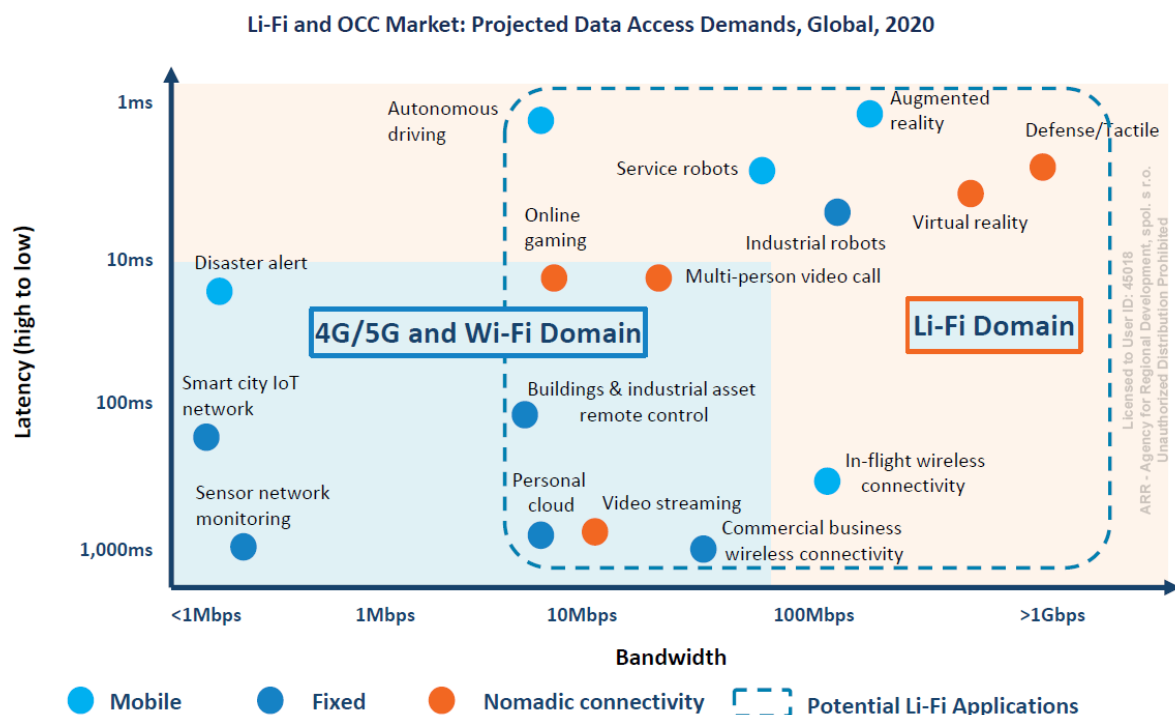 Li-Fi and OCC Market: Projected Data Access Demands, Global, 2020
Latency (high to low)
1ms
10ms
100ms
1,000ms
Autonomous
driving
Augmented
reality
Defense/Tactile
Service robots
Virtual reality
Online
gaming
Industrial robots
Disaster alert
Multi-person video call
4G/5G and Wi-Fi Domain
Li-Fi Domain
Smart city IoT
network
Buildings & industrial asset
remote control
Sensor network
monitoring
Personal
cloud
Video streaming
In-flight wireless
connectivity
Commercial business
wireless connectivity
Licensed to User ID: 45018
ARR - Agency for Regional Development, spol. s r.o.
Unauthorized Distribution Prohibited
<1Mbps
1Mbps
10Mbps
100Mbps
>1Gbps
Bandwidth
Mobile
Fixed
Nomadic connectivity
Potential Li-Fi Applications